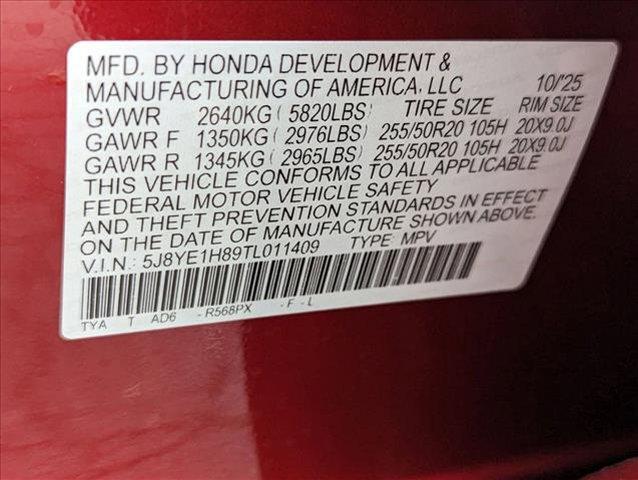 MFD. BY HONDA DEVELOPMENT &
MANUFACTURING OF AMERICA, LLC 10/'25
GVWR 2640KG ( 5820LBS) TIRE SIZE RIM SIZE
GAWR F 1350KG ( 2976LBS) 255/50R20 105H 20X9.0J
GAWR R 1345KG ( 2965LBS) 255/50R20 105H 20X9.0J
THIS VEHICLE CONFORMS TO ALL APPLICABLE
FEDERAL MOTOR VEHICLE SAFETY
AND THEFT PREVENTION STANDARDS IN EFFECT
ON THE DATE OF MANUFACTURE SHOWN ABOVE.
V.I.N.: 5J8YE1H89TL011409 TYPE: MPV
TYA T AD6 - R568PX - F - L